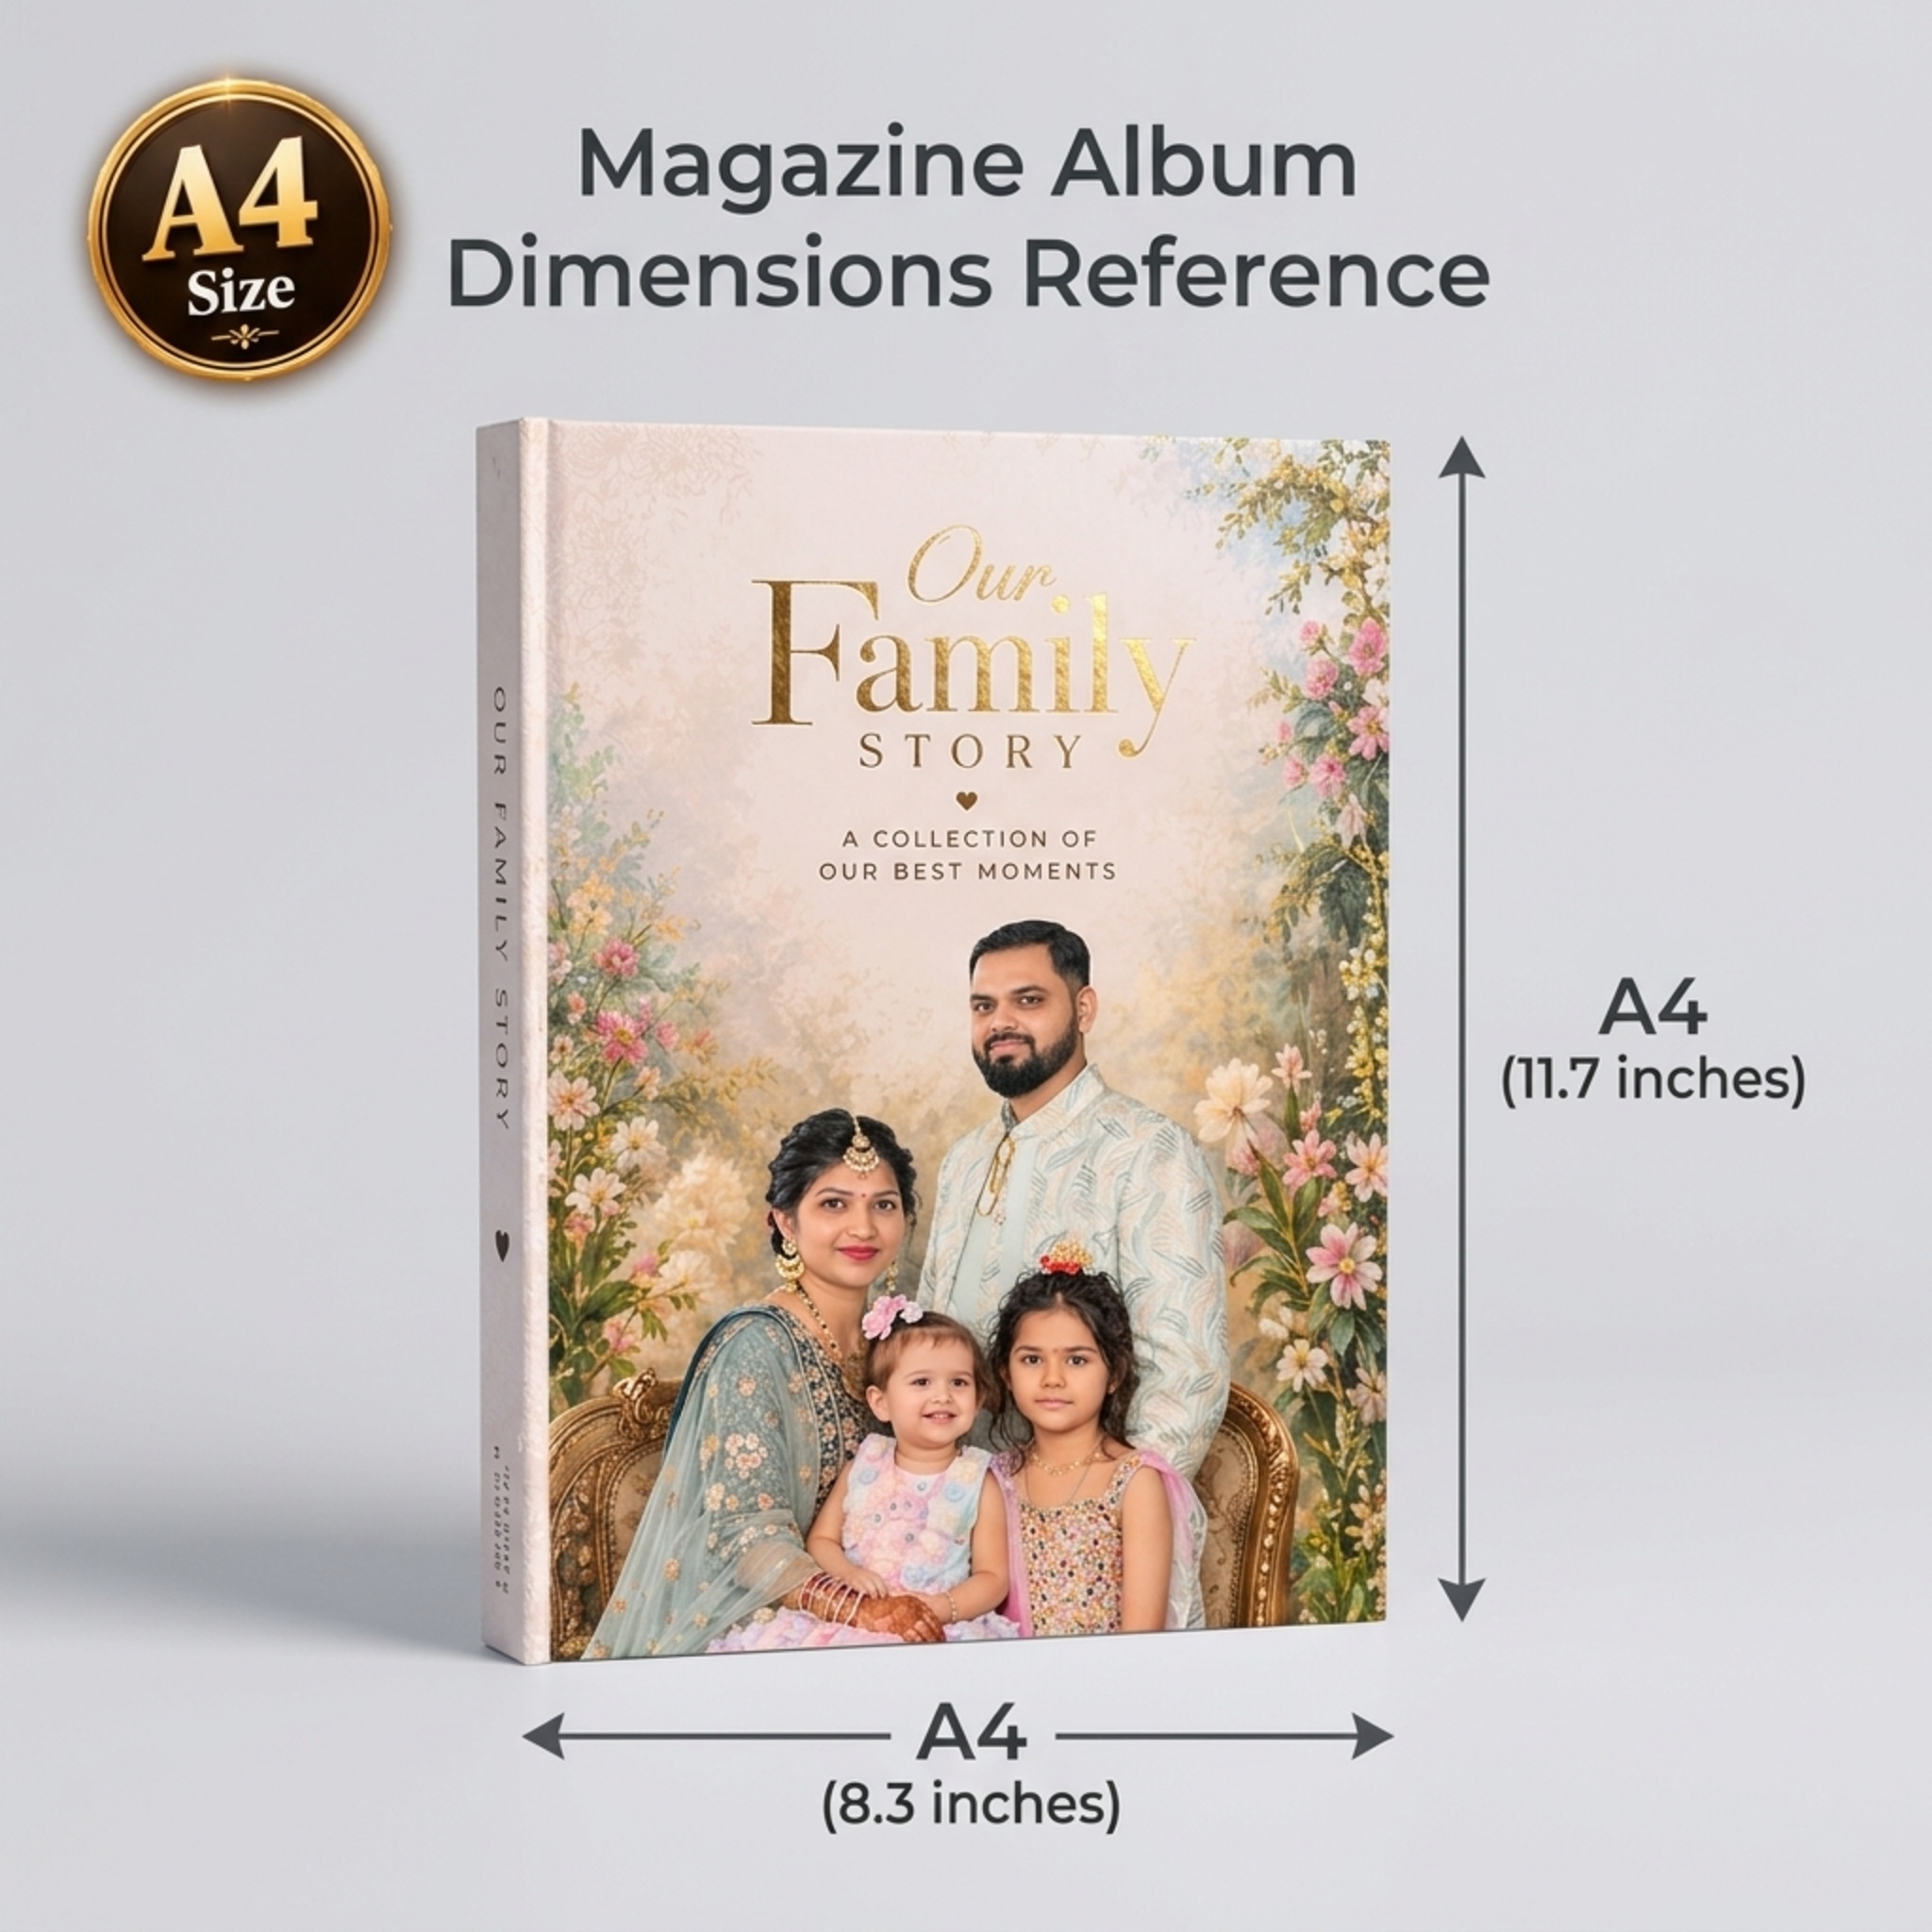 A4
Size
Magazine Album
Dimensions Reference
Our
Family
STORY
A COLLECTION OF
OUR BEST MOMENTS
OUR FAMILY STORY
A4
(11.7 inches)
A4
(8.3 inches)